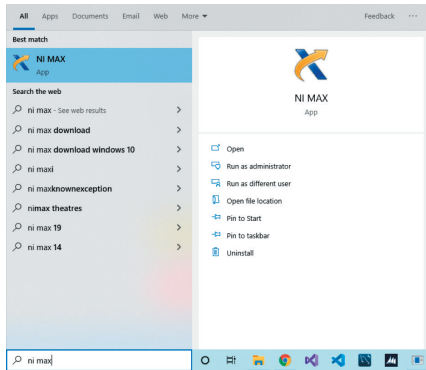 All Apps Documents Email Web More Feedback ...
Best match
NI MAX
App
Search the web
ni max - See web results
ni max download
ni max download windows 10
ni maxi
ni maxknownexception
nimax theatres
ni max 19
ni max 14
NI MAX
App
Open
Run as administrator
Run as different user
Open file location
Pin to Start
Pin to taskbar
Uninstall
ni max